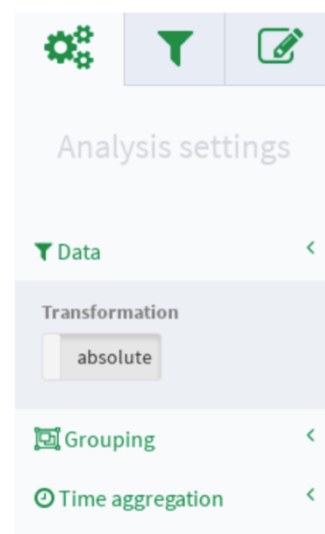 Analysis settings
Data
Transformation
absolute
Grouping
Time aggregation